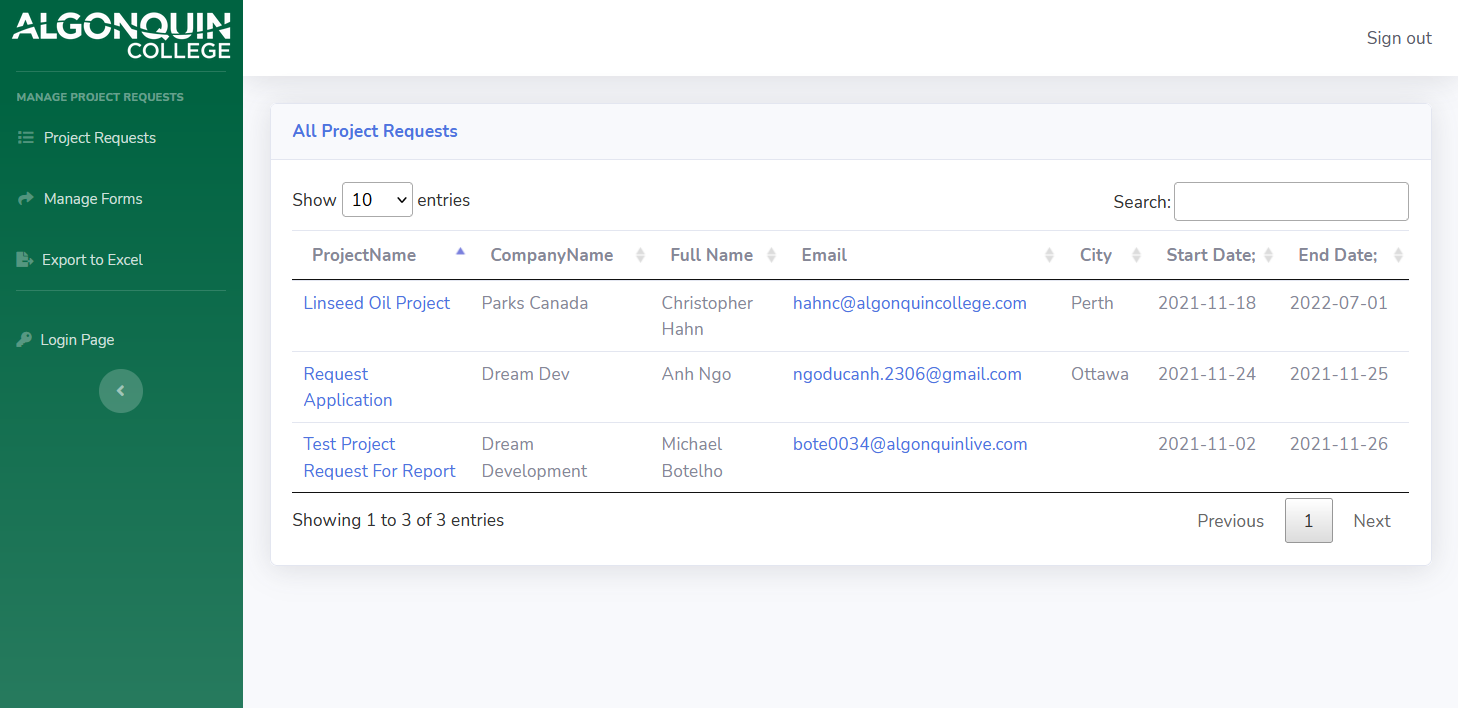 ALGONQUIN
COLLEGE
Sign out
MANAGE PROJECT REQUESTS
Project Requests
Manage Forms
Export to Excel
Login Page
All Project Requests
Show 10 entries
Search:
ProjectName CompanyName Full Name Email City Start Date; End Date;
Linseed Oil Project Parks Canada Christopher hahnc@algonquincollege.com Perth 2021-11-18 2022-07-01
Hahn
Request Dream Dev Anh Ngo ngoducanh.2306@gmail.com Ottawa 2021-11-24 2021-11-25
Application
Test Project Dream Michael bote0034@algonquinlive.com 2021-11-02 2021-11-26
Request For Report Development Botelho
Showing 1 to 3 of 3 entries
Previous 1 Next